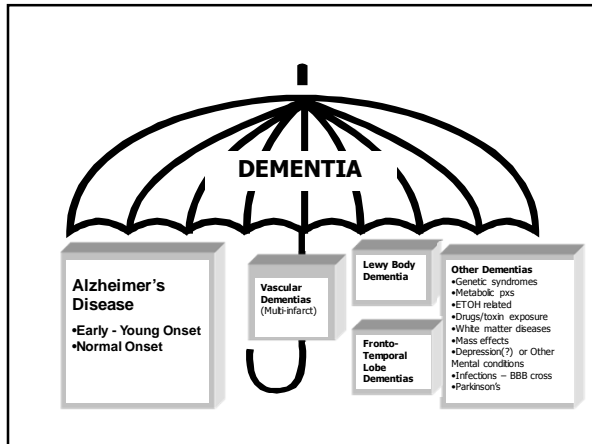 DEMENTIA
Alzheimer's
Disease
•Early - Young Onset
•Normal Onset
Vascular
Dementias
(Multi-infarct)
Lewy Body
Dementia
Fronto-
Temporal
Lobe
Dementias
Other Dementias
•Genetic syndromes
•Metabolic pxs
•ETOH related
•Drugs/toxin exposure
•White matter diseases
•Mass effects
•Depression(?) or Other
Mental conditions
•Infections – BBB cross
•Parkinson's